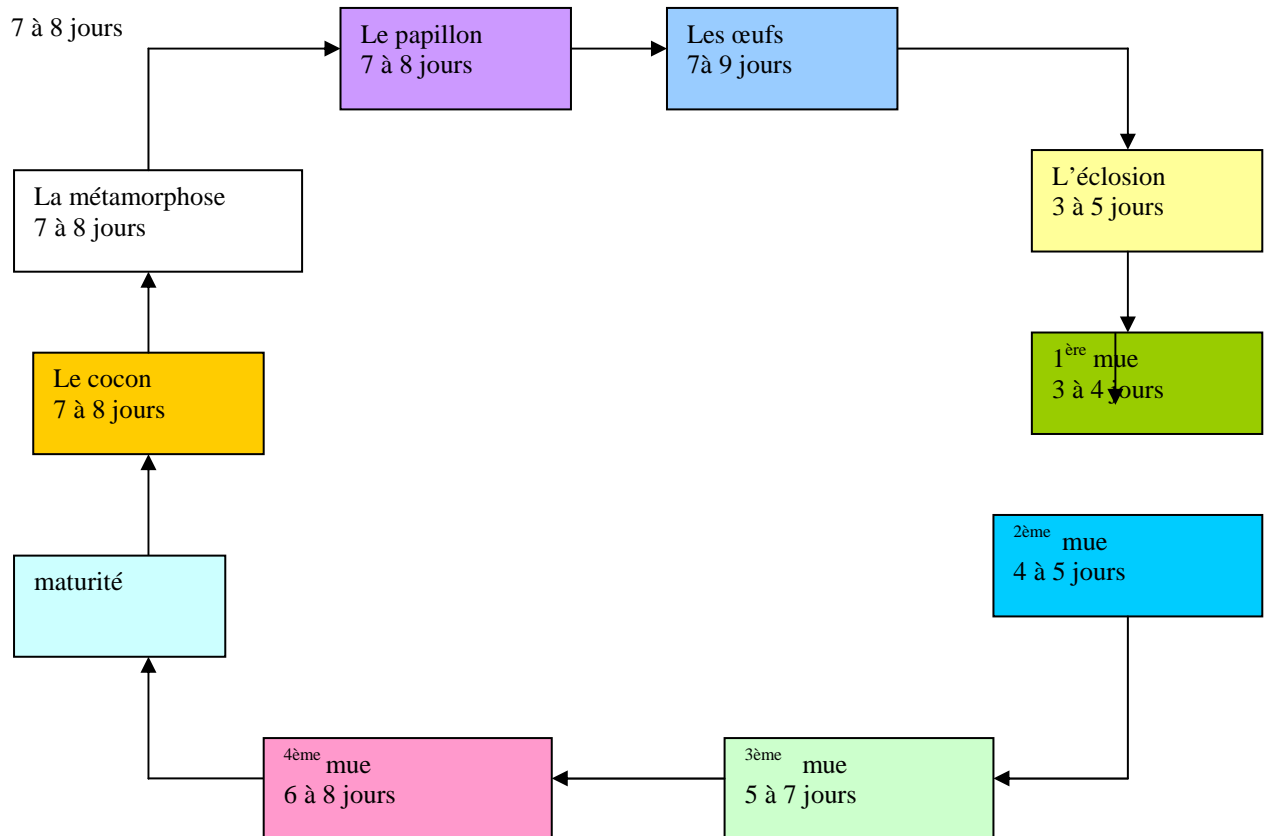 7 à 8 jours
Le papillon
7 à 8 jours
Les œufs
7à 9 jours
L’éclosion
3 à 5 jours
1ère mue
3 à 4 jours
2ème mue
4 à 5 jours
3ème mue
5 à 7 jours
4ème mue
6 à 8 jours
maturité
Le cocon
7 à 8 jours
La métamorphose
7 à 8 jours